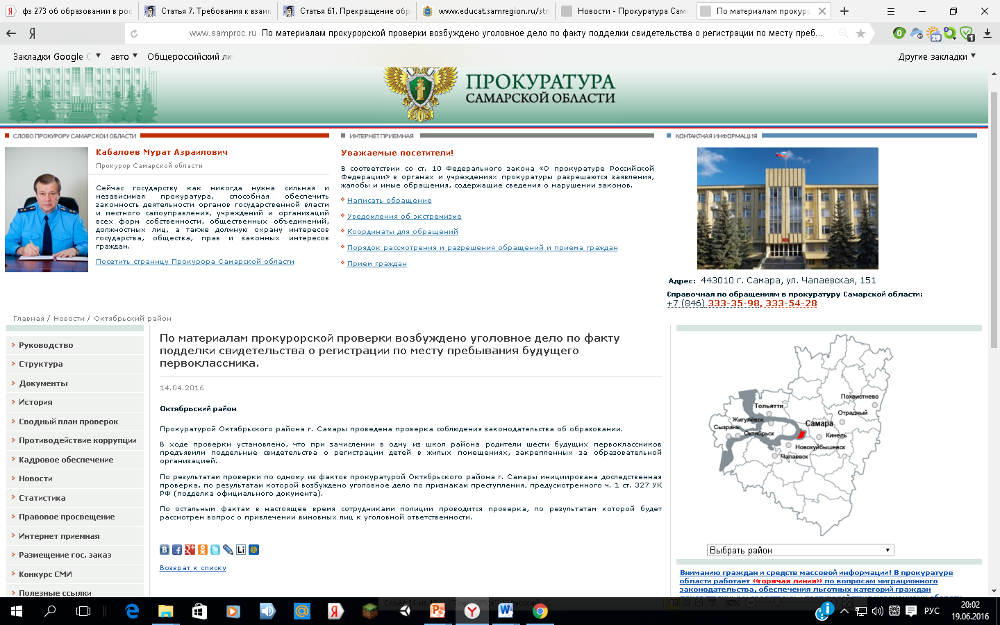 фз 273 об образовании в рос
Статья 7. Требования к взаим
Статья 61. Прекращение обр
www.educat.samregion.ru/str
Новости - Прокуратура Сам
По материалам прокурс
www.samproc.ru По материалам прокурорской проверки возбуждено уголовное дело по факту подделки свидетельства о регистрации по месту преб...
0
29
1
Закладки Google С
авто
Общероссийский ли
Другие закладки
ПРОКУРАТУРА
САМАРСКОЙ ОБЛАСТИ
СЛОВО ПРОКУРОРУ САМАРСКОЙ ОБЛАСТИ
Кабалоев Мурат Азраилович
Прокурор Самарской области
Сейчас государству как никогда нужна сильная и
независимая прокуратура, способная обеспечить
законность деятельности органов государственной власти
и местного самоуправления, учреждений и организаций
всех форм собственности, общественных объединений,
должностных лиц, а также должную охрану интересов
государства, общества, прав и законных интересов
граждан.
Посетить страницу Прокурора Самарской области
ИНТЕРНЕТ ПРИЕМНАЯ
Уважаемые посетители!
В соответствии со ст. 10 Федерального закона «О прокуратуре Российской
Федерации» в органах и учреждениях прокуратуры разрешаются заявления,
жалобы и иные обращения, содержащие сведения о нарушении законов.
Написать обращение
Уведомления об экстремизме
Координаты для обращений
Порядок рассмотрения и разрешения обращений и приема граждан
Прием граждан
КОНТАКТНАЯ ИНФОРМАЦИЯ
Адрес: 443010 г. Самара, ул. Чапаевская, 151
Справочная по обращениям в прокуратуру Самарской области:
+7 (846) 333-35-98, 333-54-28
Главная / Новости / Октябрьский район
Руководство
Структура
Документы
История
Сводный план проверок
Противодействие коррупции
Кадровое обеспечение
Новости
Статистика
Правовое просвещение
Интернет приемная
Размещение гос. заказ
Конкурс СМИ
Полезные ссылки
По материалам прокурорской проверки возбуждено уголовное дело по факту
подделки свидетельства о регистрации по месту пребывания будущего
первоклассника.
14.04.2016
Октябрьский район
Прокуратурой Октябрьского района г. Самары проведена проверка соблюдения законодательства об образовании.
В ходе проверки установлено, что при зачислении в одну из школ района родители шести будущих первоклассников
предъявили поддельные свидетельства о регистрации детей в жилых помещениях, закрепленных за образовательной
организацией.
По результатам проверки по одному из фактов прокуратурой Октябрьского района г. Самары инициирована доследственная
проверка, по результатам которой возбуждено уголовное дело по признакам преступления, предусмотренного ч. 1 ст. 327 УК
РФ (подделка официального документа).
По остальным фактам в настоящее время сотрудниками полиции проводится проверка, по результатам которой будет
рассмотрен вопрос о привлечении виновных лиц к уголовной ответственности.
Возврат к списку
Похвистнево
Тольятти
Отрадный
Жигулёвск
Самара
Сызрань
Октябрьск
Кинель
Новокуйбышевск
Чапаевск
Выбрать район
Вниманию граждан и средств массовой информации! В прокуратуре
области работает «горячая линия» по вопросам миграционного
законодательства, обеспечения льготных категорий граждан
60%
РУС
20:02
19.06.2016